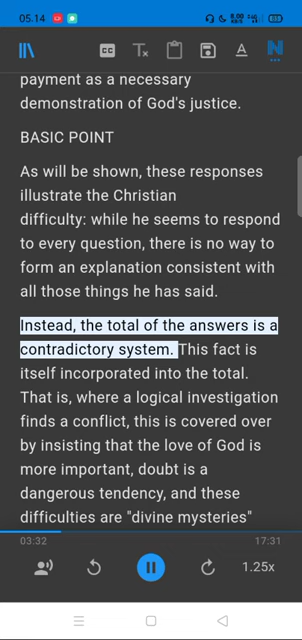 05.14
CC
payment as a necessary
demonstration of God's justice.
BASIC POINT
As will be shown, these responses
illustrate the Christian
difficulty: while he seems to respond
to every question, there is no way to
form an explanation consistent with
all those things he has said.
Instead, the total of the answers is a
contradictory system. This fact is
itself incorporated into the total.
That is, where a logical investigation
finds a conflict, this is covered over
by insisting that the love of God is
more important, doubt is a
dangerous tendency, and these
difficulties are "divine mysteries"
03:32 17:31
1.25x